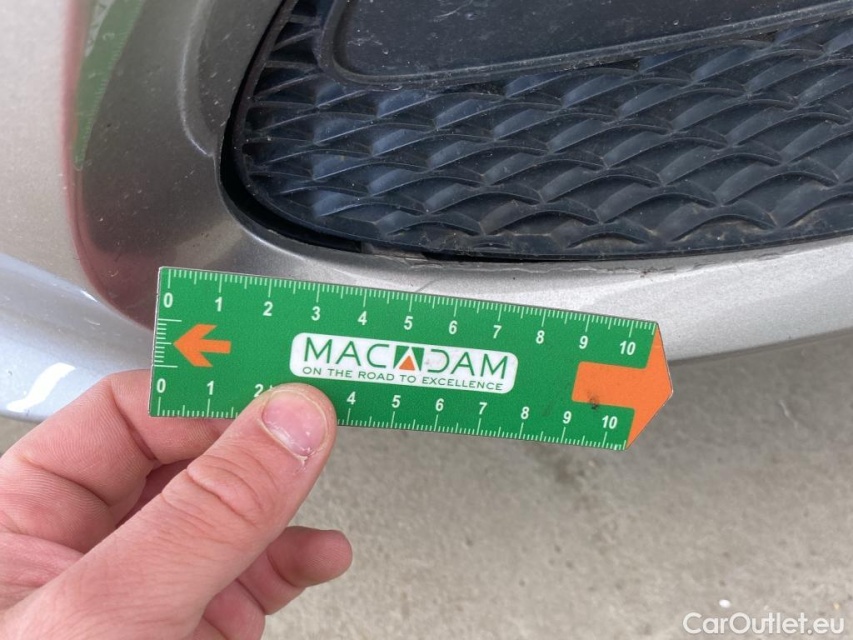 0 1 2 3 4 5 6 7 8 9 10
MACADAM
ON THE ROAD TO EXCELLENCE
0 1 2 4 5 6 7 8 9 10
CarOutlet.eu